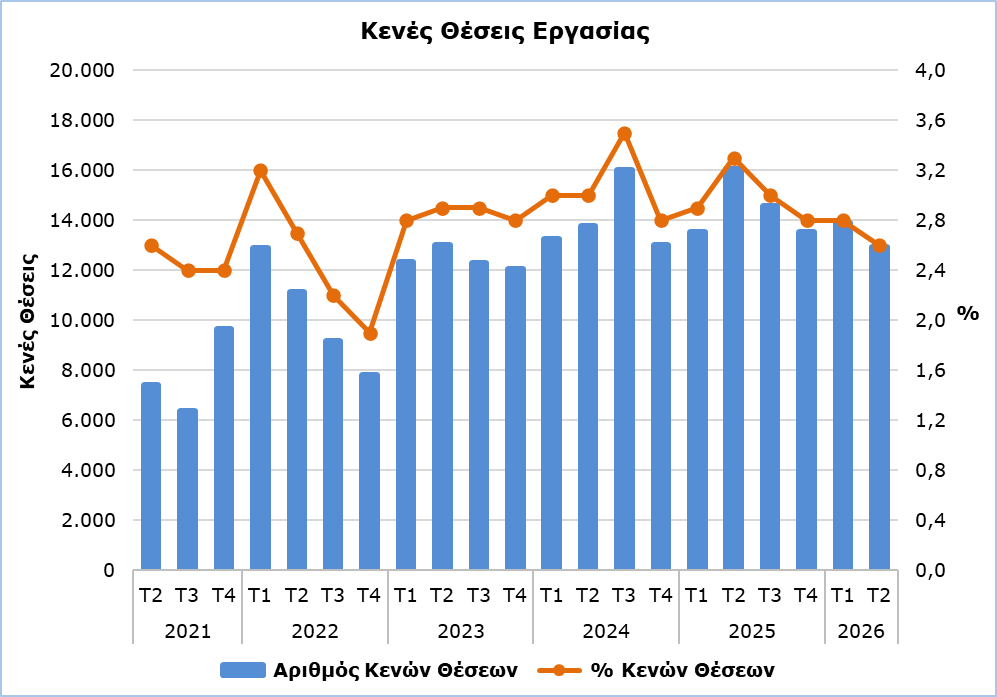 Κενές Θέσεις Εργασίας
20.000 4,0
18.000 3,6
16.000 3,2
14.000 2,8
12.000 2,4
10.000 2,0
8.000 1,6
6.000 1,2
4.000 0,8
2.000 0,4
0 0,0
Κενές Θέσεις
%
Τ2 Τ3 Τ4 Τ1 Τ2 Τ3 Τ4 Τ1 Τ2 Τ3 Τ4 Τ1 Τ2 Τ3 Τ4 Τ1 Τ2 Τ3 Τ4 Τ1 Τ2
2021 2022 2023 2024 2025 2026
Αριθμός Κενών Θέσεων % Κενών Θέσεων